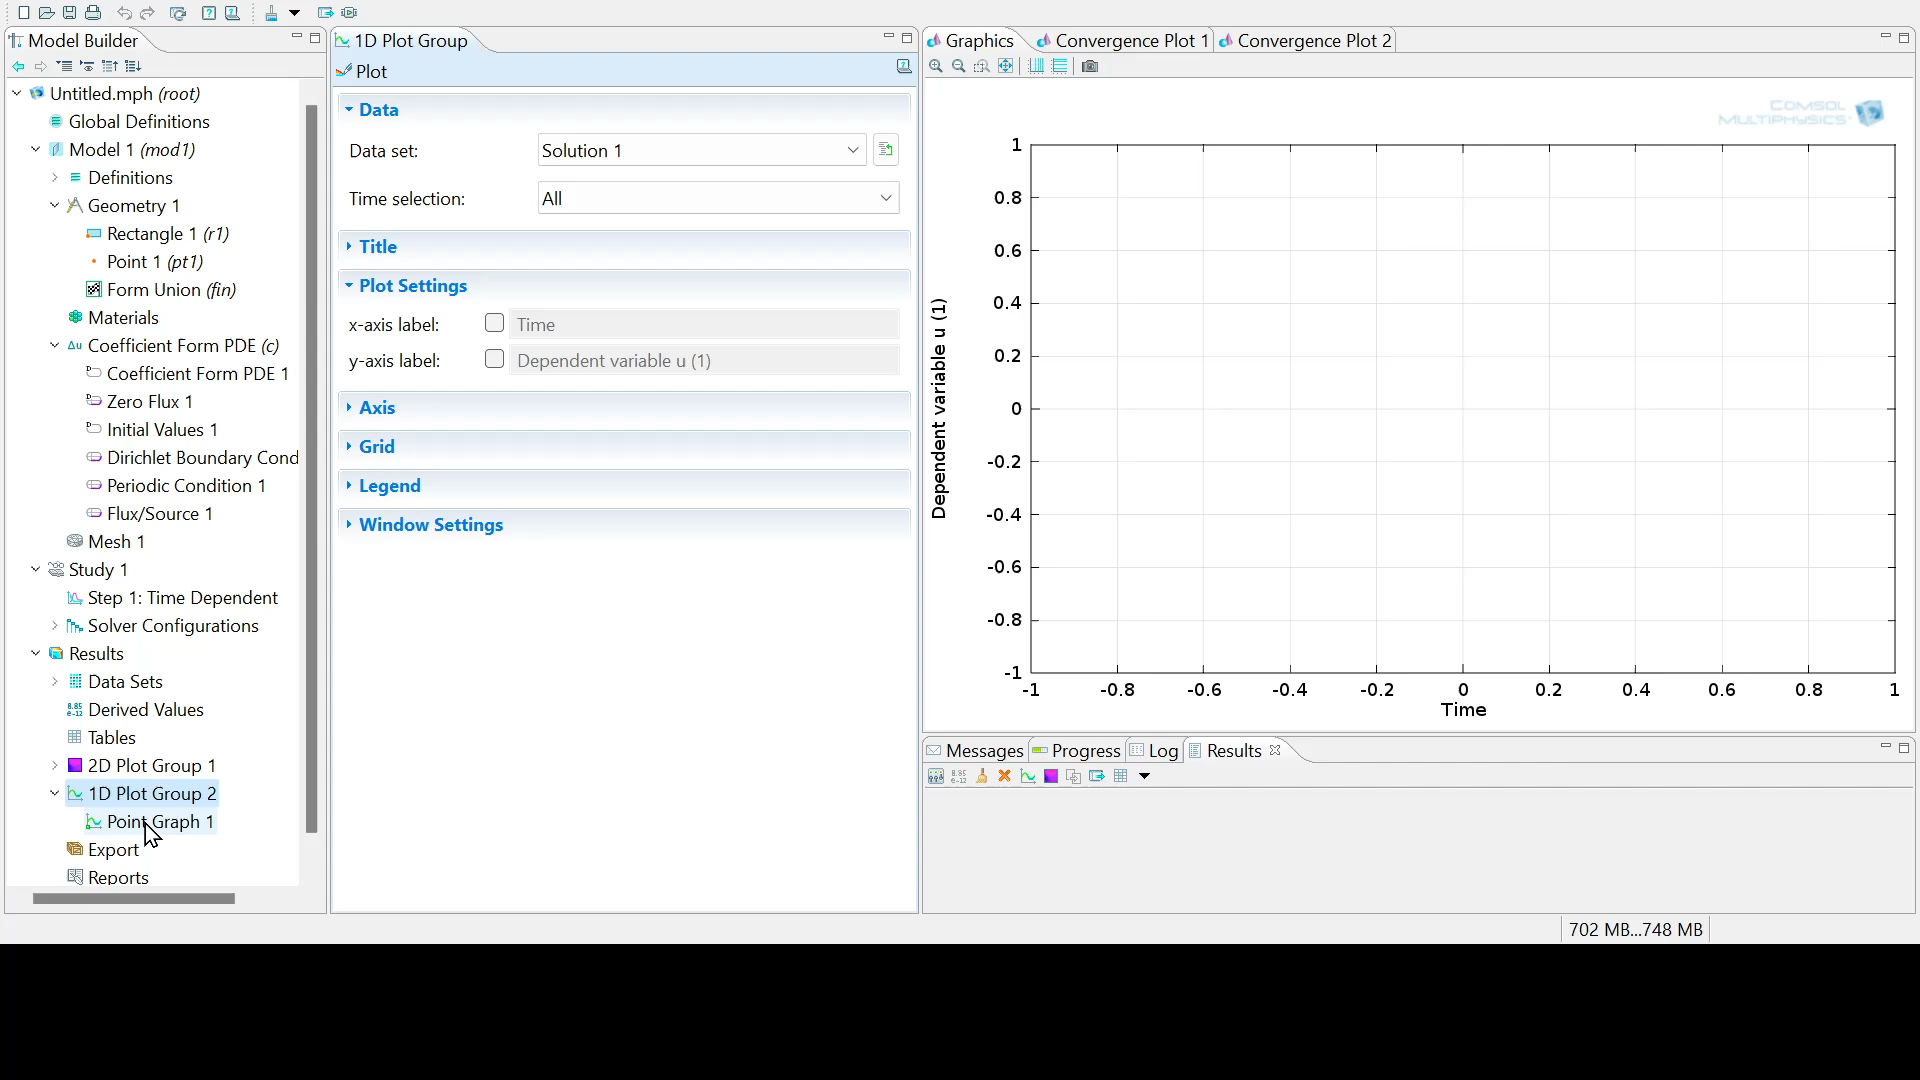 Model Builder
Untitled.mph (root)
Global Definitions
Model 1 (mod1)
Definitions
Geometry 1
Rectangle 1 (r1)
Point 1 (pt1)
Form Union (fin)
Materials
Δu Coefficient Form PDE (c)
Coefficient Form PDE 1
Zero Flux 1
Initial Values 1
Dirichlet Boundary Cond
Periodic Condition 1
Flux/Source 1
Mesh 1
Study 1
Step 1: Time Dependent
Solver Configurations
Results
Data Sets
8.85
e-12 Derived Values
Tables
2D Plot Group 1
1D Plot Group 2
Point Graph 1
Export
Reports
1D Plot Group
Plot
Data
Data set: Solution 1
Time selection: All
Title
Plot Settings
x-axis label: Time
y-axis label: Dependent variable u (1)
Axis
Grid
Legend
Window Settings
Graphics Convergence Plot 1 Convergence Plot 2
COMSOL
MULTIPHYSICS
1
0.8
0.6
0.4
0.2
0
-0.2
-0.4
-0.6
-0.8
-1
Dependent variable u (1)
-1 -0.8 -0.6 -0.4 -0.2 0 0.2 0.4 0.6 0.8 1
Time
Messages Progress Log Results
8.85
e-12
702 MB...748 MB